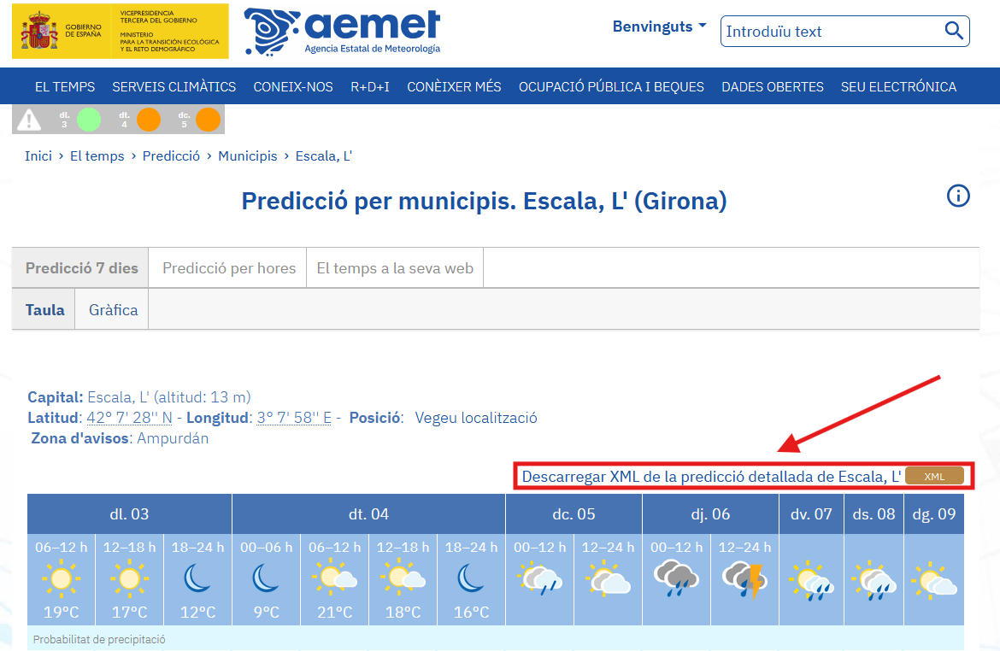 GOBIERNO
DE ESPAÑA
VICEPRESIDENCIA
TERCERA DEL GOBIERNO
MINISTERIO
PARA LA TRANSICIÓN ECOLÓGICA
Y EL RETO DEMOGRÁFICO
aemet
Agencia Estatal de Meteorología
Benvinguts
Introduïu text
EL TEMPS SERVEIS CLIMÀTICS CONEIX-NOS R+D+I CONÈIXER MÉS OCUPACIÓ PÚBLICA I BEQUES DADES OBERTES SEU ELECTRÓNICA
dl. 3 dt. 4 dc. 5
Inici › El temps › Predicció › Municipis › Escala, L'
Predicció per municipis. Escala, L' (Girona)
Predicció 7 dies Predicció per hores El temps a la seva web
Taula Gràfica
Capital: Escala, L' (altitud: 13 m)
Latitud: 42° 7' 28'' N - Longitud: 3° 7' 58'' E - Posició: Vegeu localització
Zona d'avisos: Ampurdán
Descarregar XML de la predicció detallada de Escala, L' XML
dl. 03 dt. 04 dc. 05 dj. 06 dv. 07 ds. 08 dg. 09
06–12 h 12–18 h 18–24 h 00–06 h 06–12 h 12–18 h 18–24 h 00–12 h 12–24 h 00–12 h 12–24 h
19°C 17°C 12°C 9°C 21°C 18°C 16°C
Probabilitat de precipitació